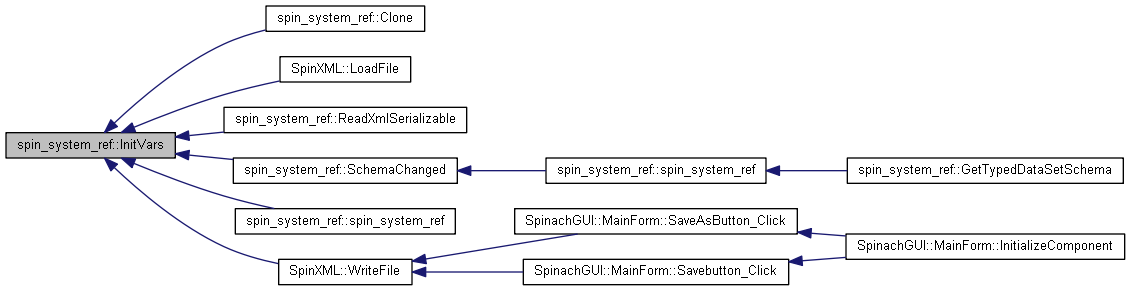 spin_system_ref::Clone
SpinXML::LoadFile
spin_system_ref::ReadXmlSerializable
spin_system_ref::InitVars
spin_system_ref::SchemaChanged
spin_system_ref::spin_system_ref
spin_system_ref::GetTypedDataSetSchema
spin_system_ref::spin_system_ref
SpinachGUI::MainForm::SaveAsButton_Click
SpinachGUI::MainForm::InitializeComponent
SpinXML::WriteFile
SpinachGUI::MainForm::Savebutton_Click